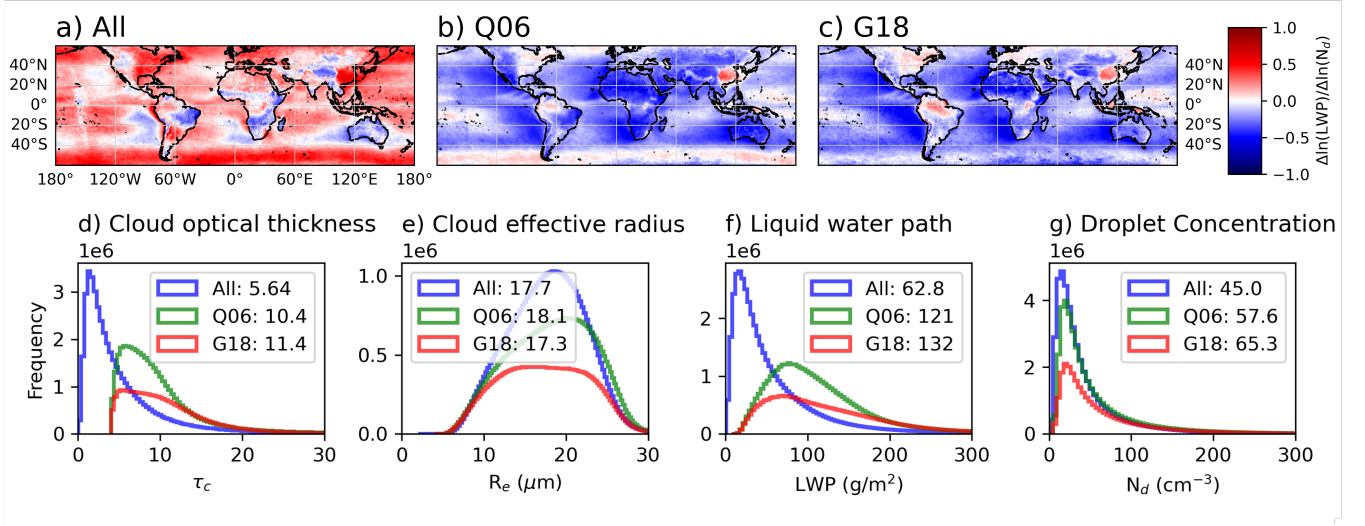 a) All
b) Q06
c) G18
40°N
20°N
0°
20°S
40°S
180° 120°W 60°W 0° 60°E 120°E 180°
40°N
20°N
0°
20°S
40°S
1.0
0.5
0.0
−0.5
−1.0
Δln(LWP)/Δln(N_d)
d) Cloud optical thickness
1e6
Frequency
3
2
1
0
All: 5.64
Q06: 10.4
G18: 11.4
0 10 20 30
τ_c
e) Cloud effective radius
1e6
1.0
0.5
0.0
All: 17.7
Q06: 18.1
G18: 17.3
0 10 20 30
R_e (μm)
f) Liquid water path
1e6
2
1
0
All: 62.8
Q06: 121
G18: 132
0 100 200 300
LWP (g/m²)
g) Droplet Concentration
1e6
4
2
0
All: 45.0
Q06: 57.6
G18: 65.3
0 100 200 300
N_d (cm⁻³)